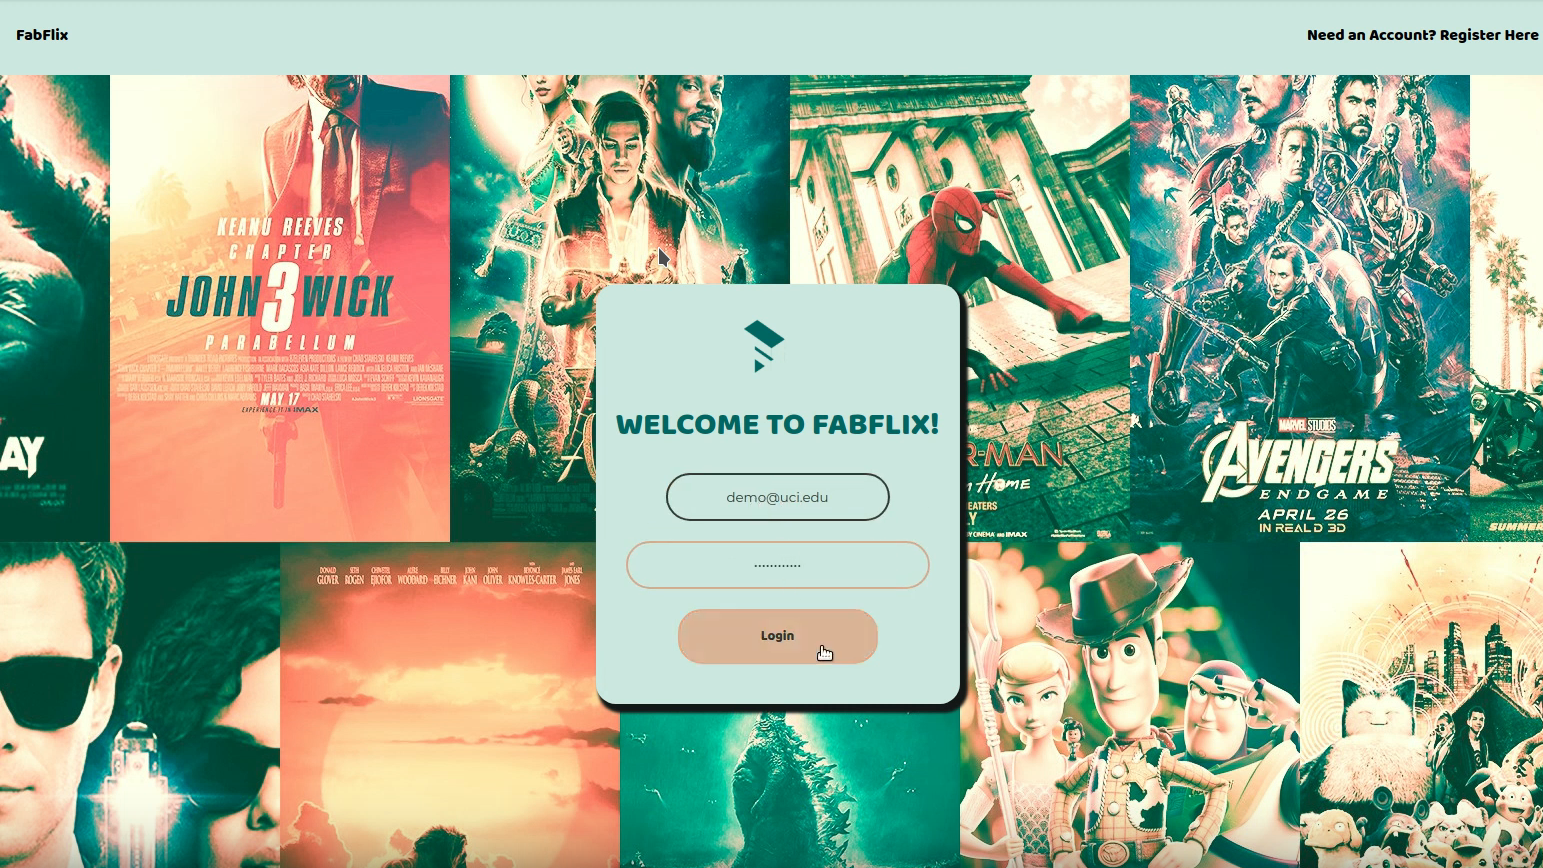 FabFlix
Need an Account? Register Here
KEANU REEVES
CHAPTER
JOHN 3 WICK
PARABELLUM
MAY 17
EXPERIENCE IT IN IMAX
LIONSGATE
AY
R-MAN
Home
EATERS
LY
IMAX
MARVEL STUDIOS
AVENGERS
ENDGAME
APRIL 26
IN REAL D 3D
SUMMER
WELCOME TO FABFLIX!
demo@uci.edu
............
Login
DONALD GLOVER SETH ROGEN CHIWETEL EJIOFOR ALFRE WOODARD BILLY EICHNER JOHN KANI JOHN OLIVER BEYONCÉ KNOWLES-CARTER JAMES EARL JONES